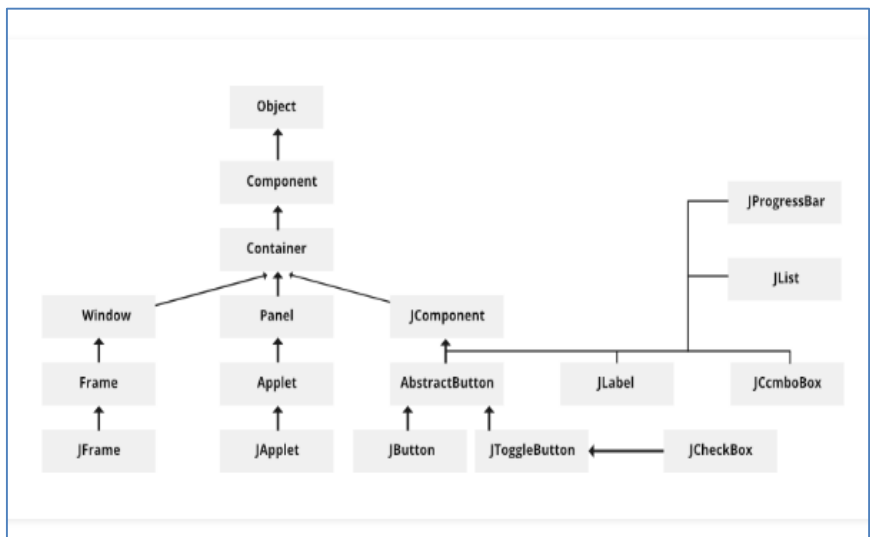 Object
Component
JProgressBar
Container
JList
Window
Panel
JComponent
Frame
Applet
AbstractButton
JLabel
JCcmboBox
JFrame
JApplet
JButton
JToggleButton
JCheckBox